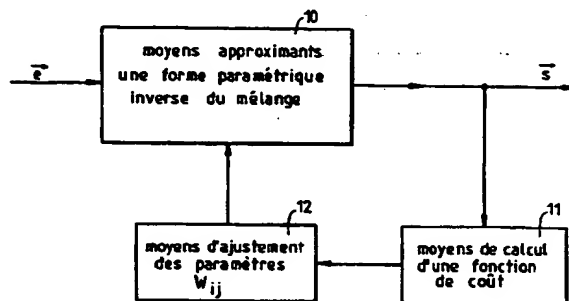 10
moyens approximants
une forme paramétrique
inverse du mélange
e
s
12
moyens d'ajustement
des paramètres
Wij
11
moyens de calcul
d'une fonction
de coût